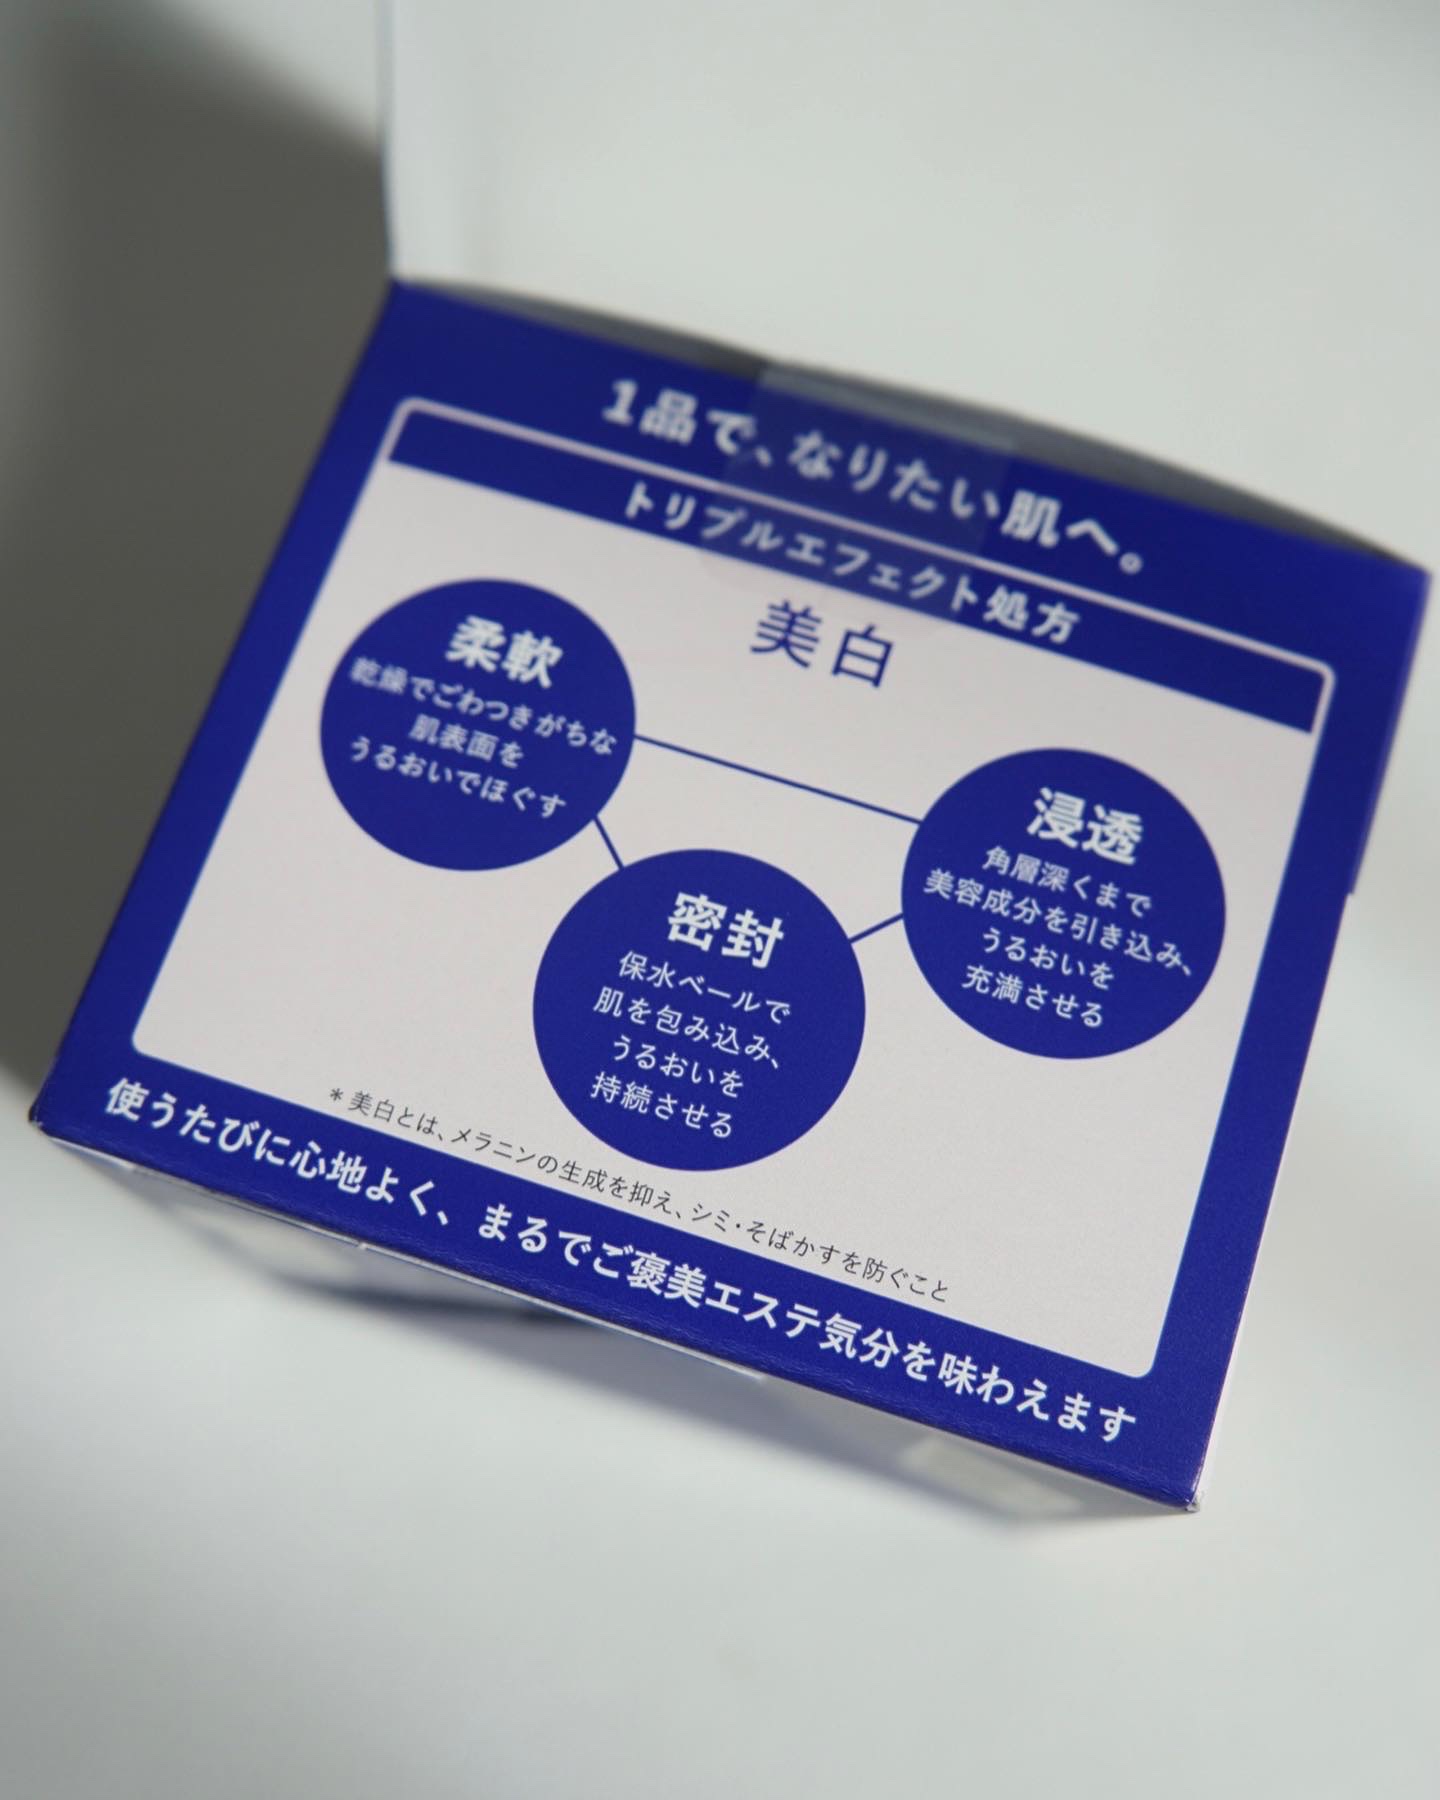 1品で、なりたい肌へ。
トリプルエフェクト処方
美白
柔軟
乾燥でごわつきがちな
肌表面を
うるおいでほぐす
浸透
角層深くまで
美容成分を引き込み、
うるおいを
充満させる
密封
保水ベールで
肌を包み込み、
うるおいを
持続させる
＊美白とは、メラニンの生成を抑え、シミ・そばかすを防ぐこと
使うたびに心地よく、まるでご褒美エステ気分を味わえます